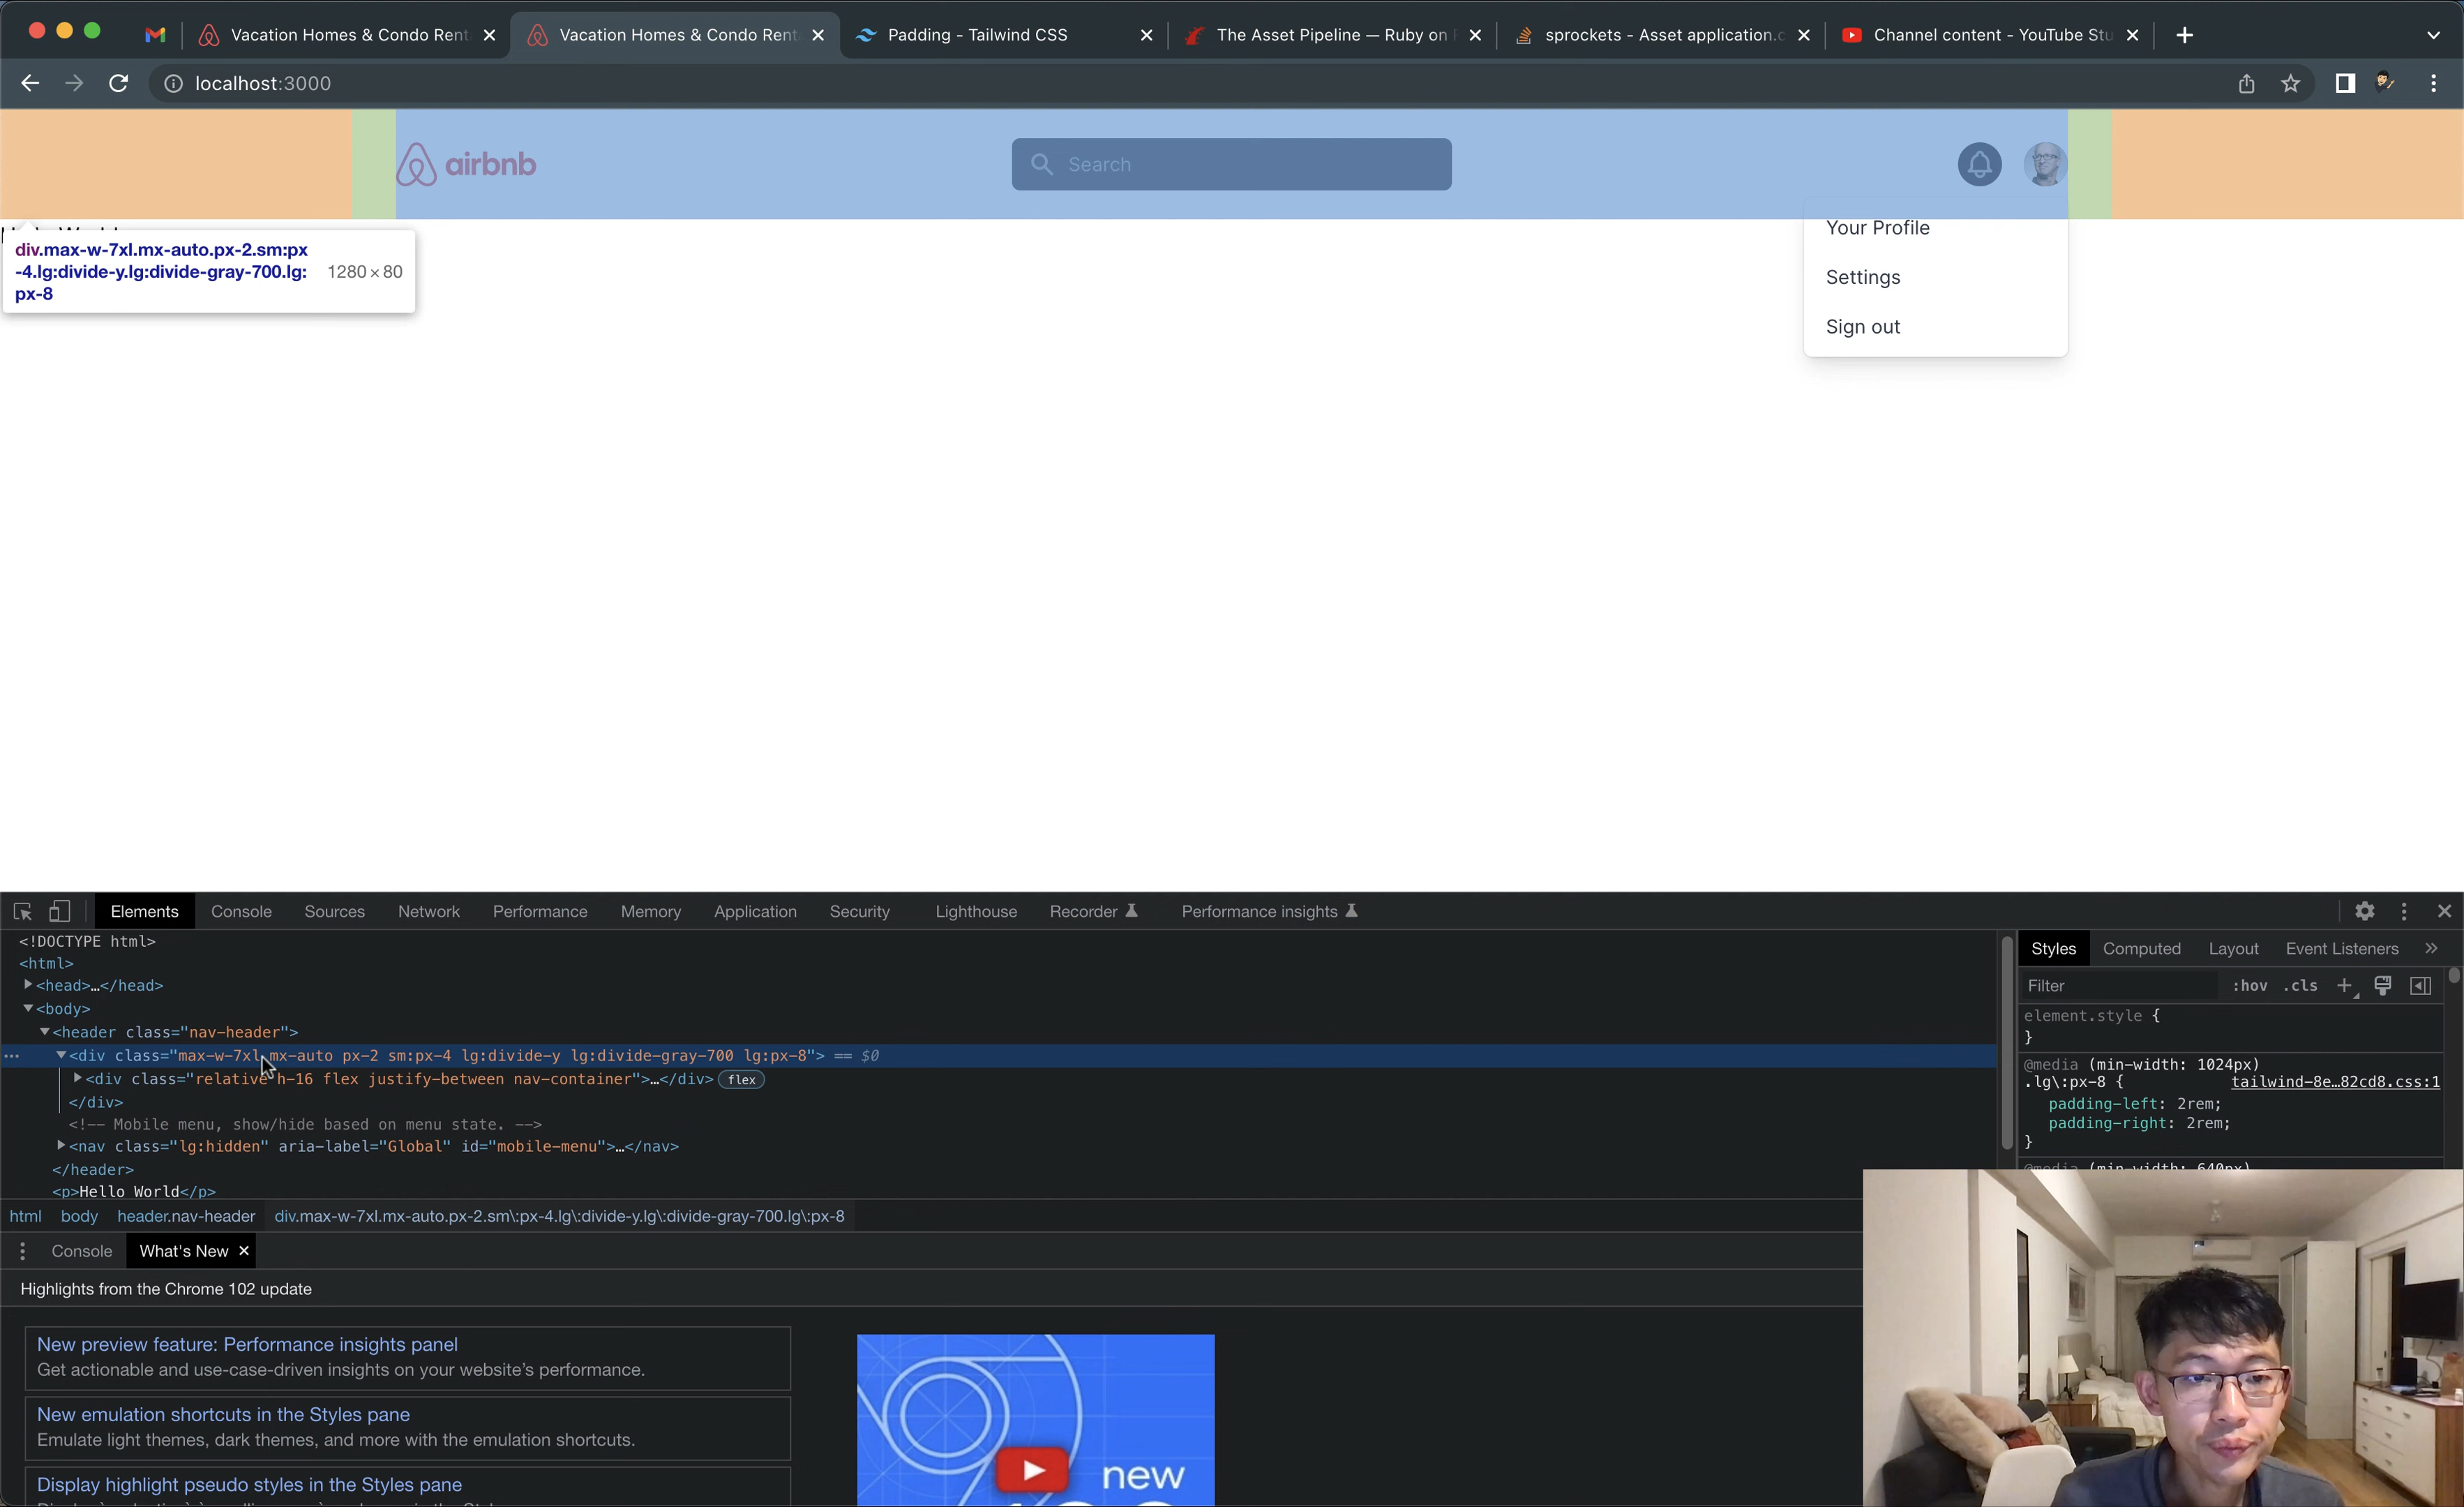 Vacation Homes & Condo Rent
Vacation Homes & Condo Rent
Padding - Tailwind CSS
The Asset Pipeline — Ruby on
sprockets - Asset application.c
Channel content - YouTube Stu
localhost:3000
airbnb
Search
Your Profile
Settings
Sign out
div.max-w-7xl.mx-auto.px-2.sm:px
-4.lg:divide-y.lg:divide-gray-700.lg:
px-8
1280 × 80
Elements Console Sources Network Performance Memory Application Security Lighthouse Recorder Performance insights
<!DOCTYPE html>
<html>
<head>…</head>
<body>
<header class="nav-header">
<div class="max-w-7xl mx-auto px-2 sm:px-4 lg:divide-y lg:divide-gray-700 lg:px-8"> == $0
<div class="relative h-16 flex justify-between nav-container">…</div> flex
</div>
<!-- Mobile menu, show/hide based on menu state. -->
<nav class="lg:hidden" aria-label="Global" id="mobile-menu">…</nav>
</header>
<p>Hello World</p>
html body header.nav-header div.max-w-7xl.mx-auto.px-2.sm\:px-4.lg\:divide-y.lg\:divide-gray-700.lg\:px-8
Styles Computed Layout Event Listeners
Filter :hov .cls
element.style {
}
@media (min-width: 1024px)
.lg\:px-8 { tailwind-8e…82cd8.css:1
padding-left: 2rem;
padding-right: 2rem;
}
@media (min-width: 640px)
Console What's New
Highlights from the Chrome 102 update
New preview feature: Performance insights panel
Get actionable and use-case-driven insights on your website's performance.
New emulation shortcuts in the Styles pane
Emulate light themes, dark themes, and more with the emulation shortcuts.
Display highlight pseudo styles in the Styles pane
new